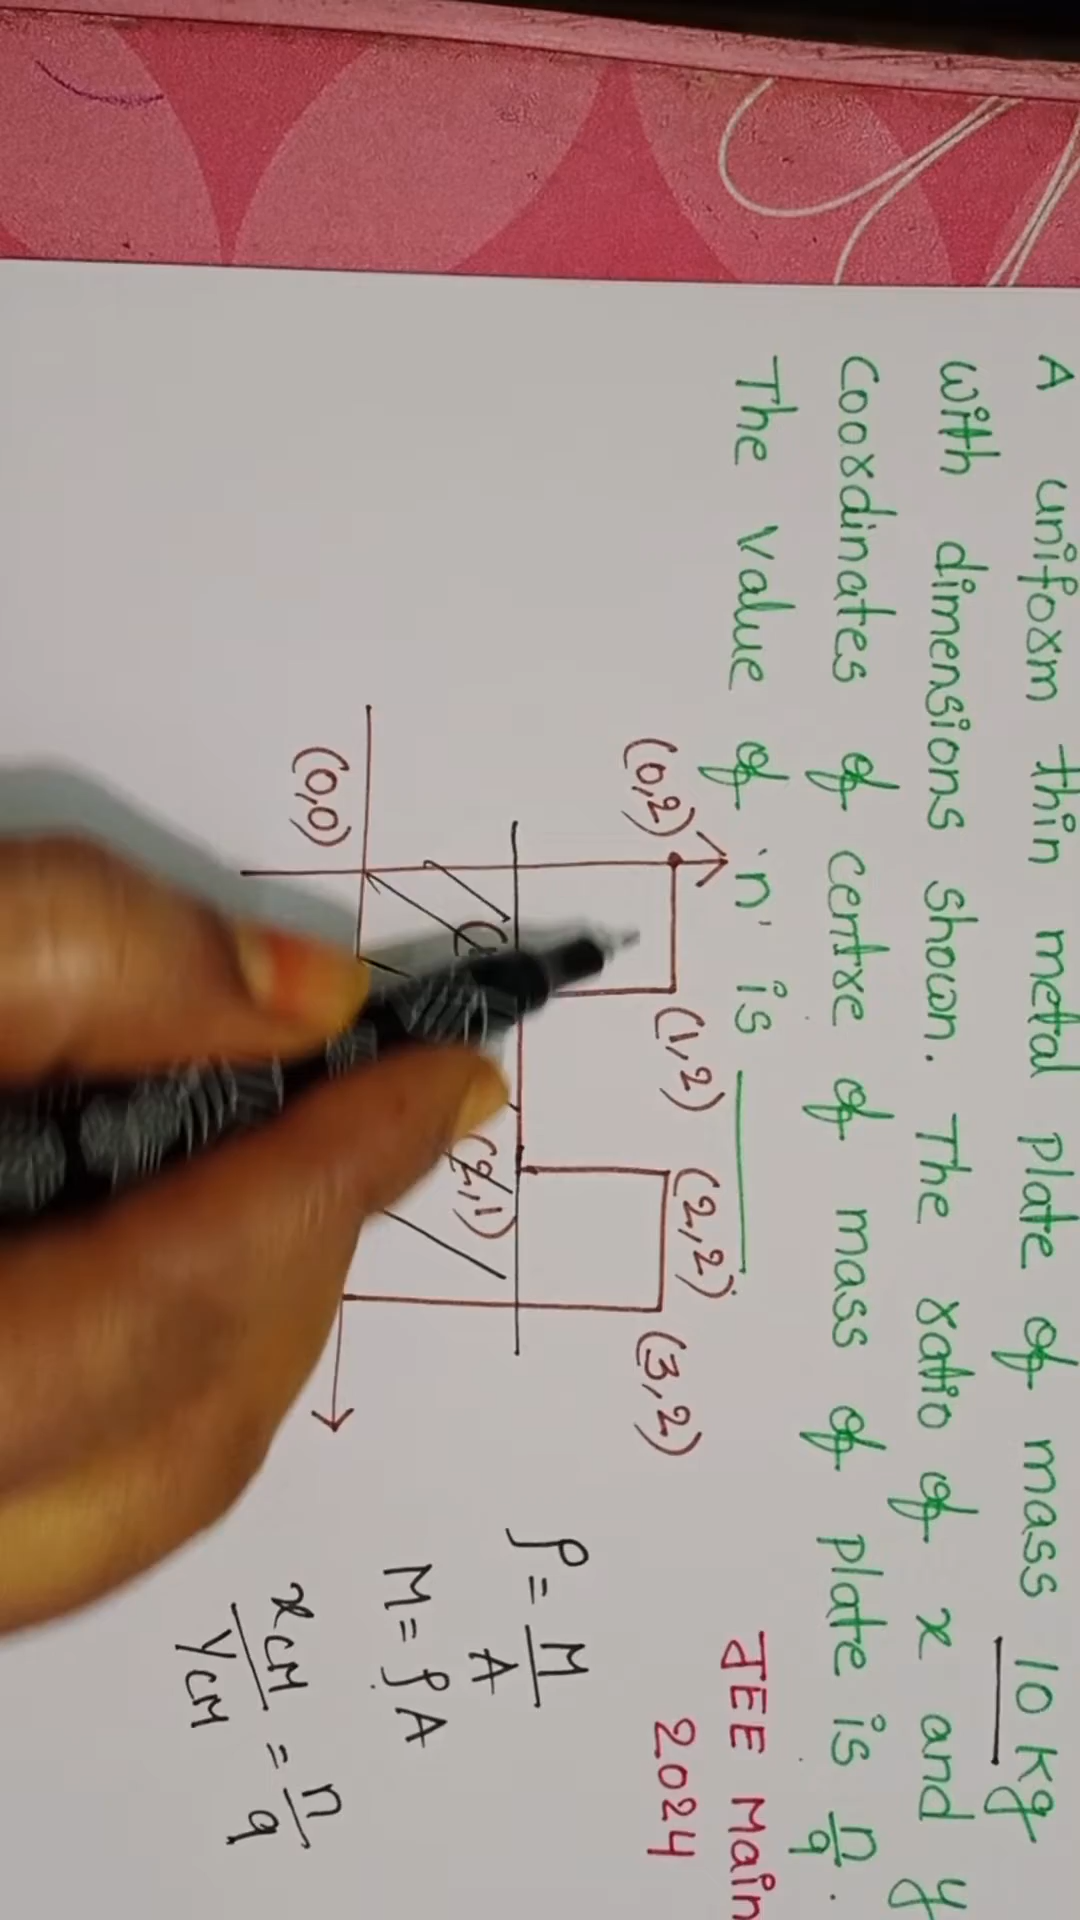 A uniform thin metal plate of mass 10 kg
with dimensions shown. The ratio of x and y
coordinates of centre of mass of plate is n/9.
The value of 'n' is ____
JEE Main
2024
(0,2)
(1,2)
(2,2)
(3,2)
(2,1)
(0,0)
ρ = M/A
M = ρA
xCM/yCM = n/9